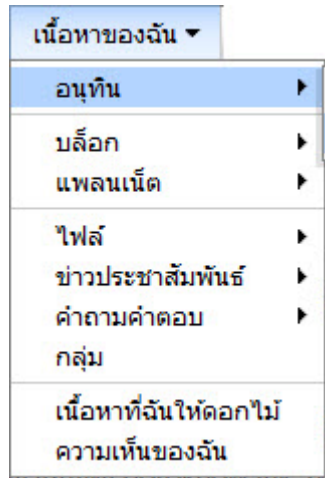 เนื้อหาของฉัน
อนุทิน
บล็อก
แพลนเน็ต
ไฟล์
ข่าวประชาสัมพันธ์
คำถามคำตอบ
กลุ่ม
เนื้อหาที่ฉันให้ดอกไม้
ความเห็นของฉัน